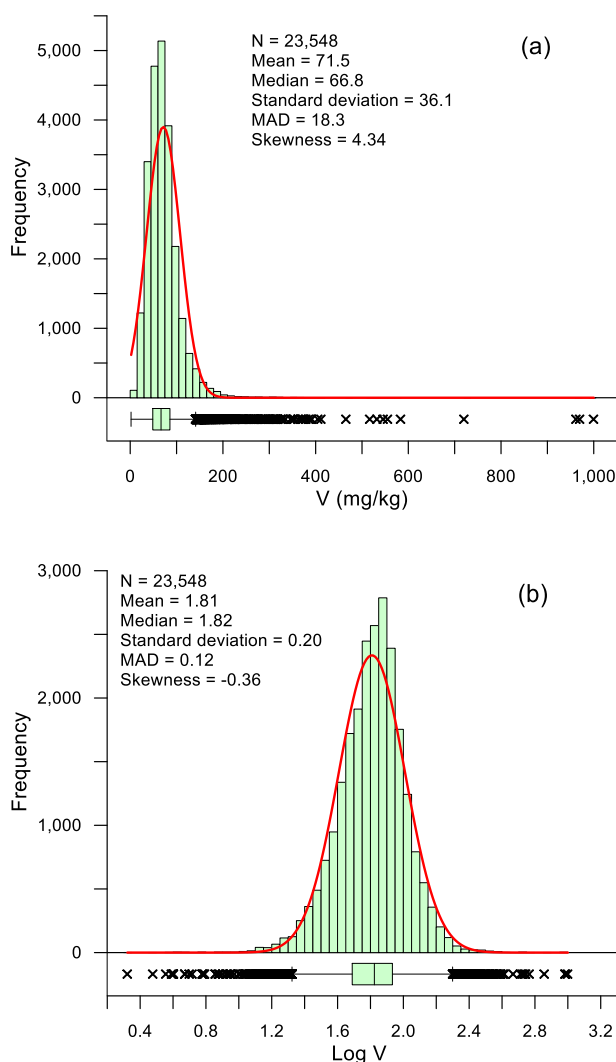 (a)
N = 23,548
Mean = 71.5
Median = 66.8
Standard deviation = 36.1
MAD = 18.3
Skewness = 4.34
Frequency
5,000
4,000
3,000
2,000
1,000
0
0 200 400 600 800 1,000
V (mg/kg)
(b)
N = 23,548
Mean = 1.81
Median = 1.82
Standard deviation = 0.20
MAD = 0.12
Skewness = -0.36
Frequency
3,000
2,000
1,000
0
0.4 0.8 1.2 1.6 2.0 2.4 2.8 3.2
Log V